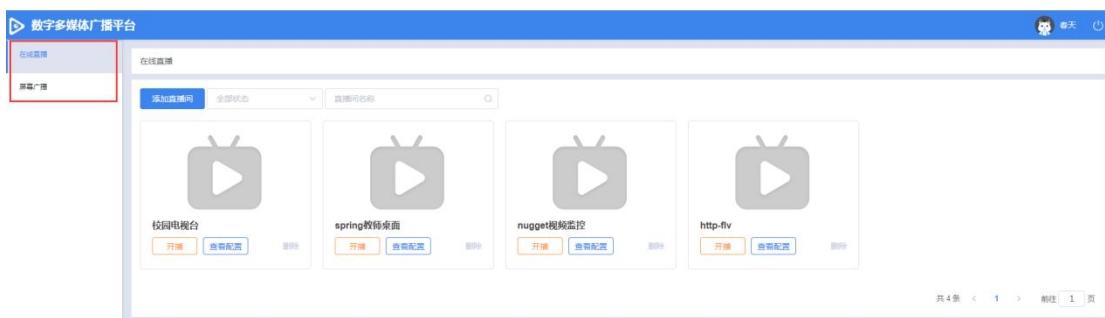 数字多媒体广播平台
春天
在线直播
屏幕广播
在线直播
添加直播间 全部状态 直播间名称
校园电视台 spring教师桌面 nugget视频监控 http-flv
开播 查看配置 删除 开播 查看配置 删除 开播 查看配置 删除 开播 查看配置 删除
共 4 条 < 1 > 前往 1 页